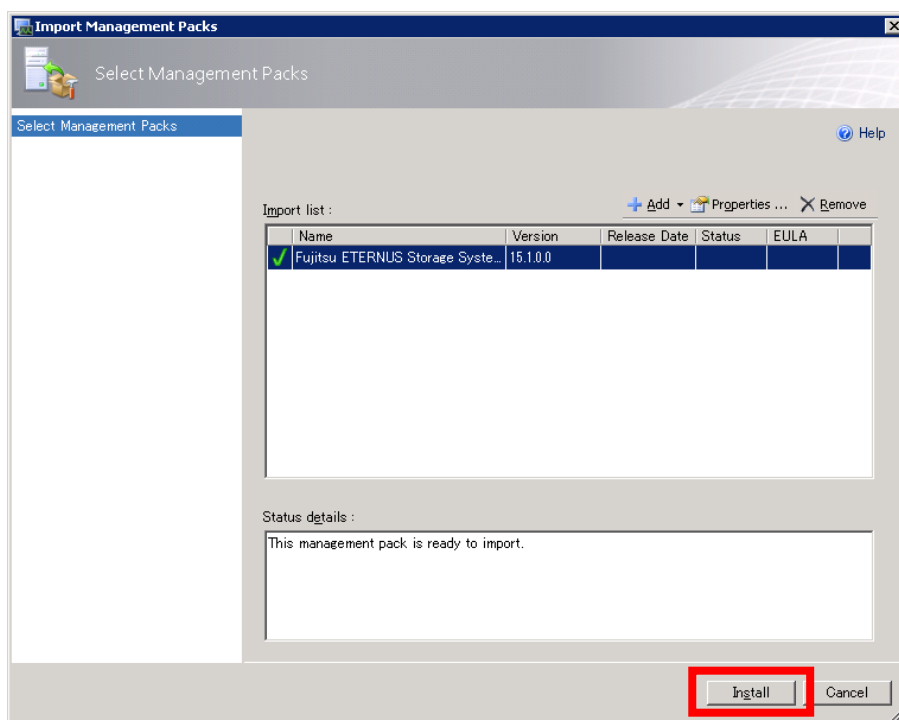 Import Management Packs
Select Management Packs
Select Management Packs
Help
Import list :
Add
Properties ...
Remove
Name Version Release Date Status EULA
Fujitsu ETERNUS Storage Syste... 15.1.0.0
Status details :
This management pack is ready to import.
Install Cancel